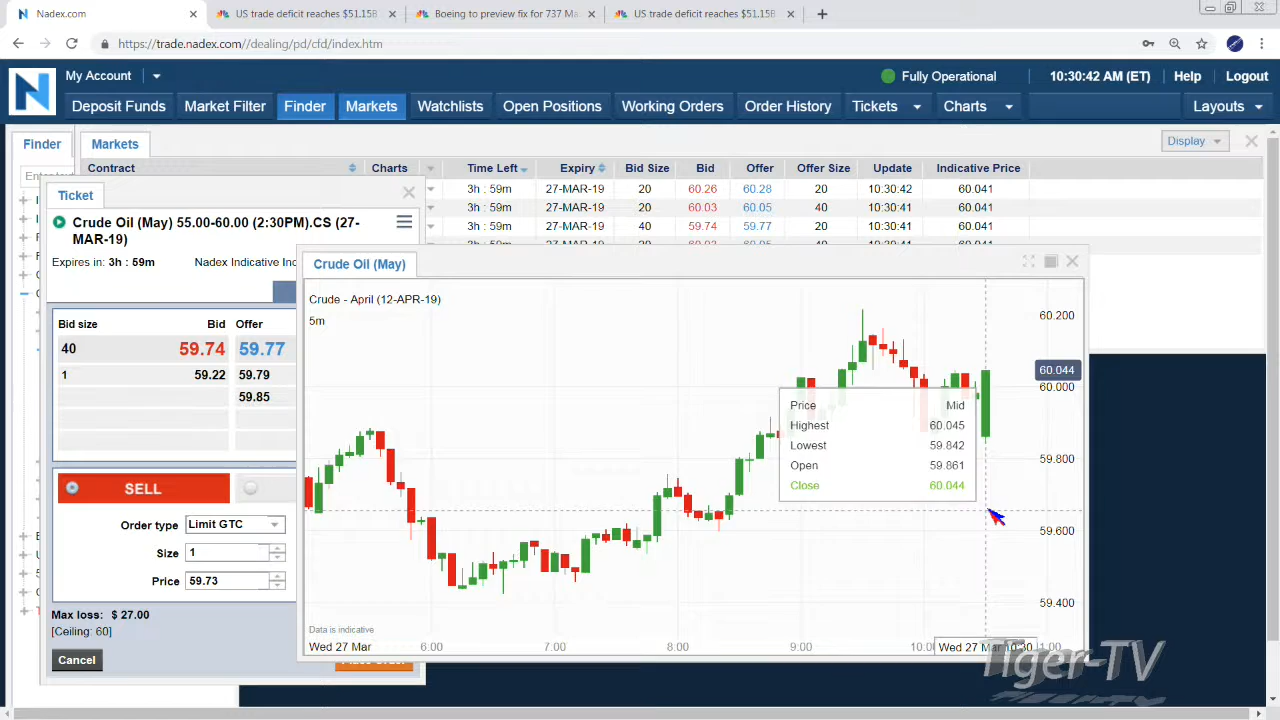 Nadex.com
US trade deficit reaches $51.15B
Boeing to preview fix for 737 Ma
US trade deficit reaches $51.15B
https://trade.nadex.com//dealing/pd/cfd/index.htm
My Account
Fully Operational
10:30:42 AM (ET)
Help
Logout
Deposit Funds
Market Filter
Finder
Markets
Watchlists
Open Positions
Working Orders
Order History
Tickets
Charts
Layouts
Finder
Markets
Display
Contract
Charts
Time Left
Expiry
Bid Size
Bid
Offer
Offer Size
Update
Indicative Price
3h : 59m 27-MAR-19 20 60.26 60.28 20 10:30:42 60.041
3h : 59m 27-MAR-19 20 60.03 60.05 40 10:30:41 60.041
3h : 59m 27-MAR-19 40 59.74 59.77 20 10:30:41 60.041
Ticket
Crude Oil (May) 55.00-60.00 (2:30PM).CS (27-
MAR-19)
Expires in: 3h : 59m
Nadex Indicative Inc
Bid size Bid Offer
40 59.74 59.77
1 59.22 59.79
59.85
SELL
Order type Limit GTC
Size 1
Price 59.73
Max loss: $ 27.00
[Ceiling: 60]
Cancel
Crude Oil (May)
Crude - April (12-APR-19)
5m
60.200
60.044
60.000
59.800
59.600
59.400
Price Mid
Highest 60.045
Lowest 59.842
Open 59.861
Close 60.044
Data is indicative
Wed 27 Mar 6:00 7:00 8:00 9:00 10:0 Wed 27 Mar 10:30 11:00
Tiger-TV